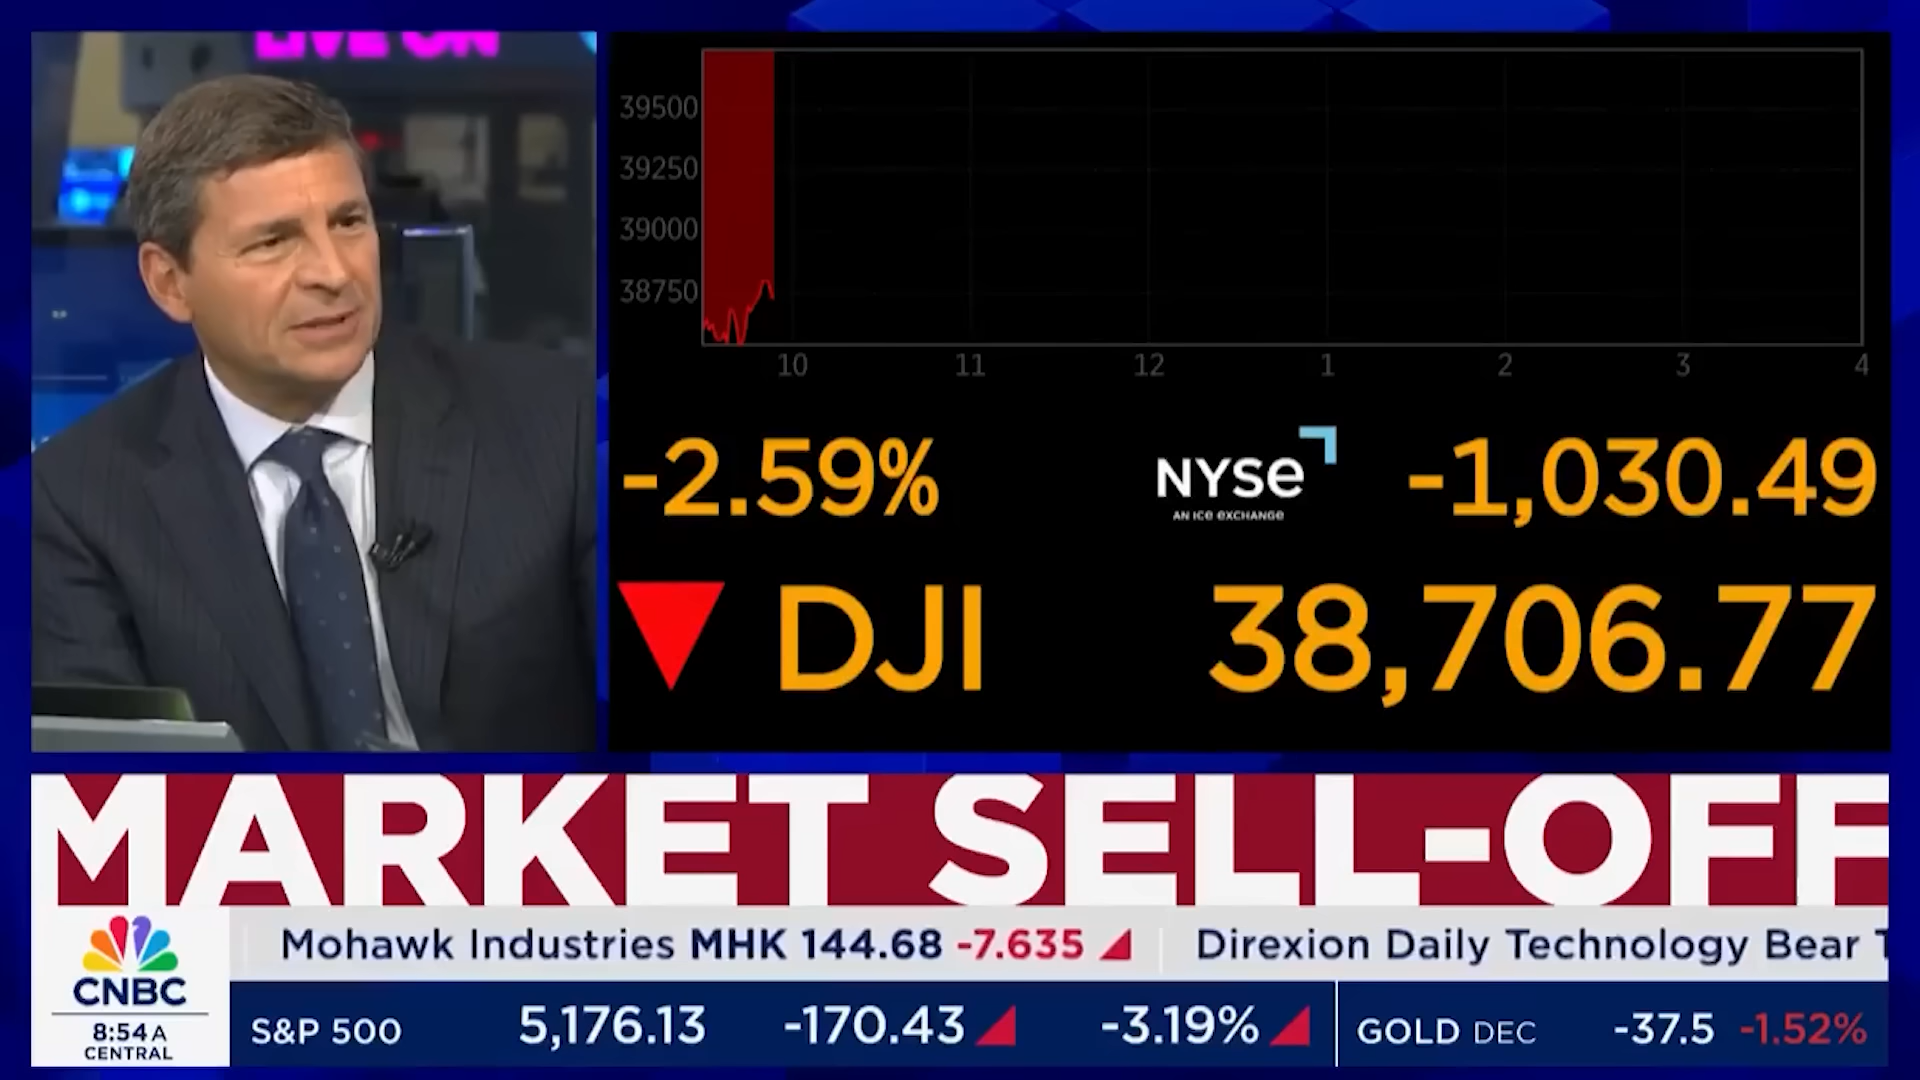 LIVE ON
39500
39250
39000
38750
10 11 12 1 2 3 4
-2.59% NYSE -1,030.49
AN ICE EXCHANGE
DJI 38,706.77
MARKET SELL-OFF
Mohawk Industries MHK 144.68 -7.635 Direxion Daily Technology Bear T
CNBC
8:54A
CENTRAL
S&P 500 5,176.13 -170.43 -3.19% GOLD DEC -37.5 -1.52%